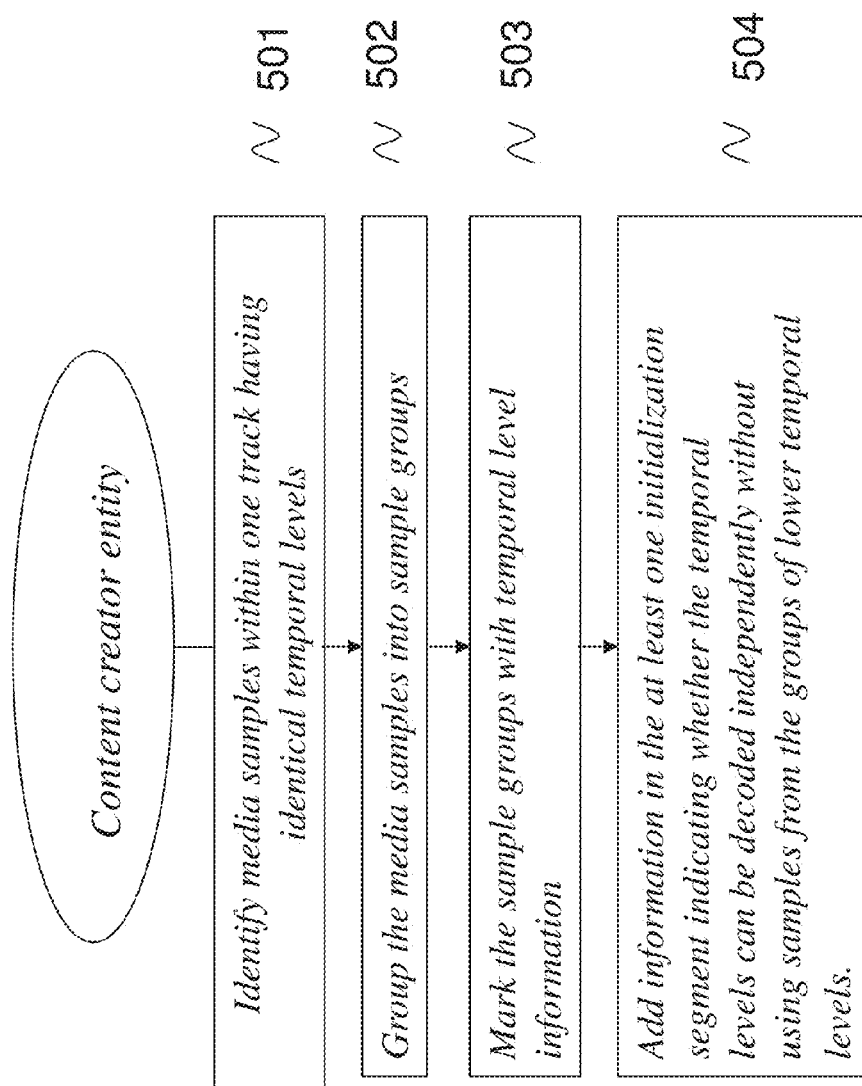 Content creator entity
Identify media samples within one track having
identical temporal levels
501
Group the media samples into sample groups
502
Mark the sample groups with temporal level
information
503
Add information in the at least one initialization
segment indicating whether the temporal
levels can be decoded independently without
using samples from the groups of lower temporal
levels.
504